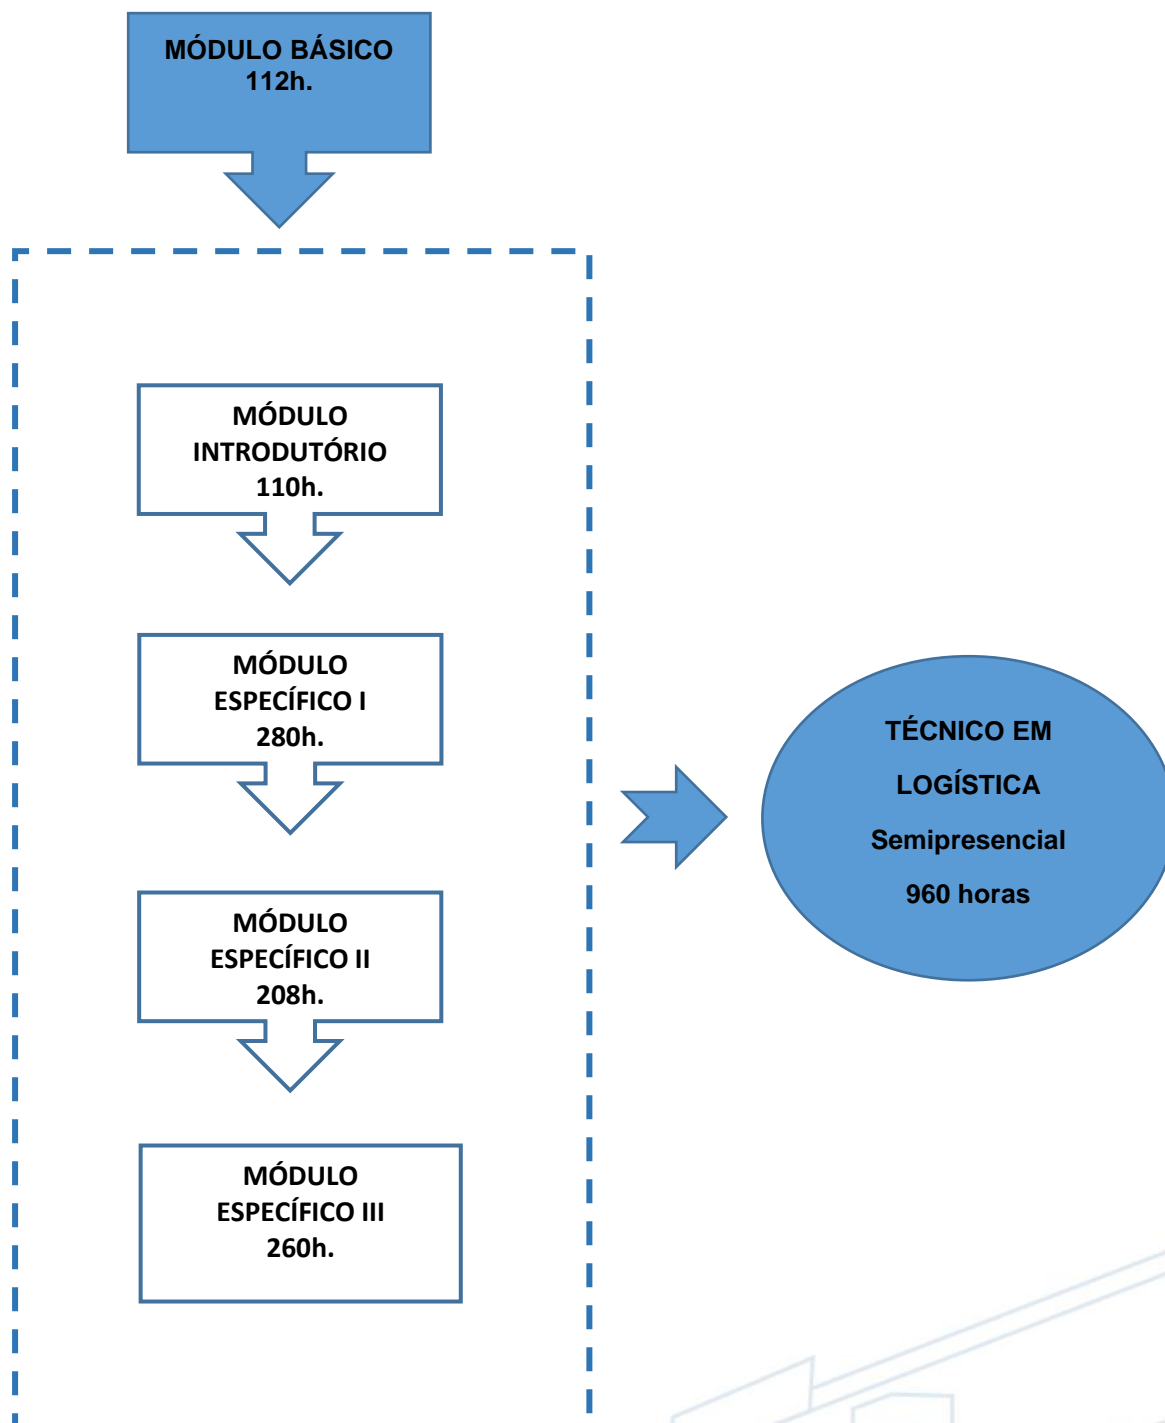 MÓDULO BÁSICO
112h.
MÓDULO
INTRODUTÓRIO
110h.
MÓDULO
ESPECÍFICO I
280h.
MÓDULO
ESPECÍFICO II
208h.
MÓDULO
ESPECÍFICO III
260h.
TÉCNICO EM
LOGÍSTICA
Semipresencial
960 horas